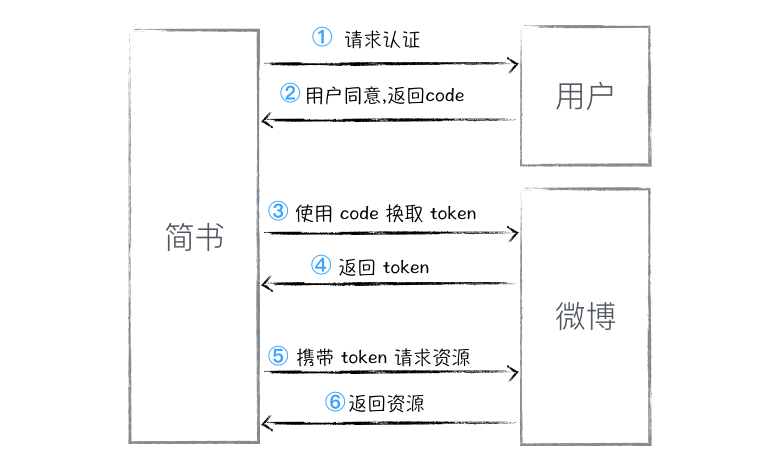 ① 请求认证
用户
② 用户同意,返回code
③ 使用 code 换取 token
简书
④ 返回 token
微博
⑤ 携带 token 请求资源
⑥ 返回资源